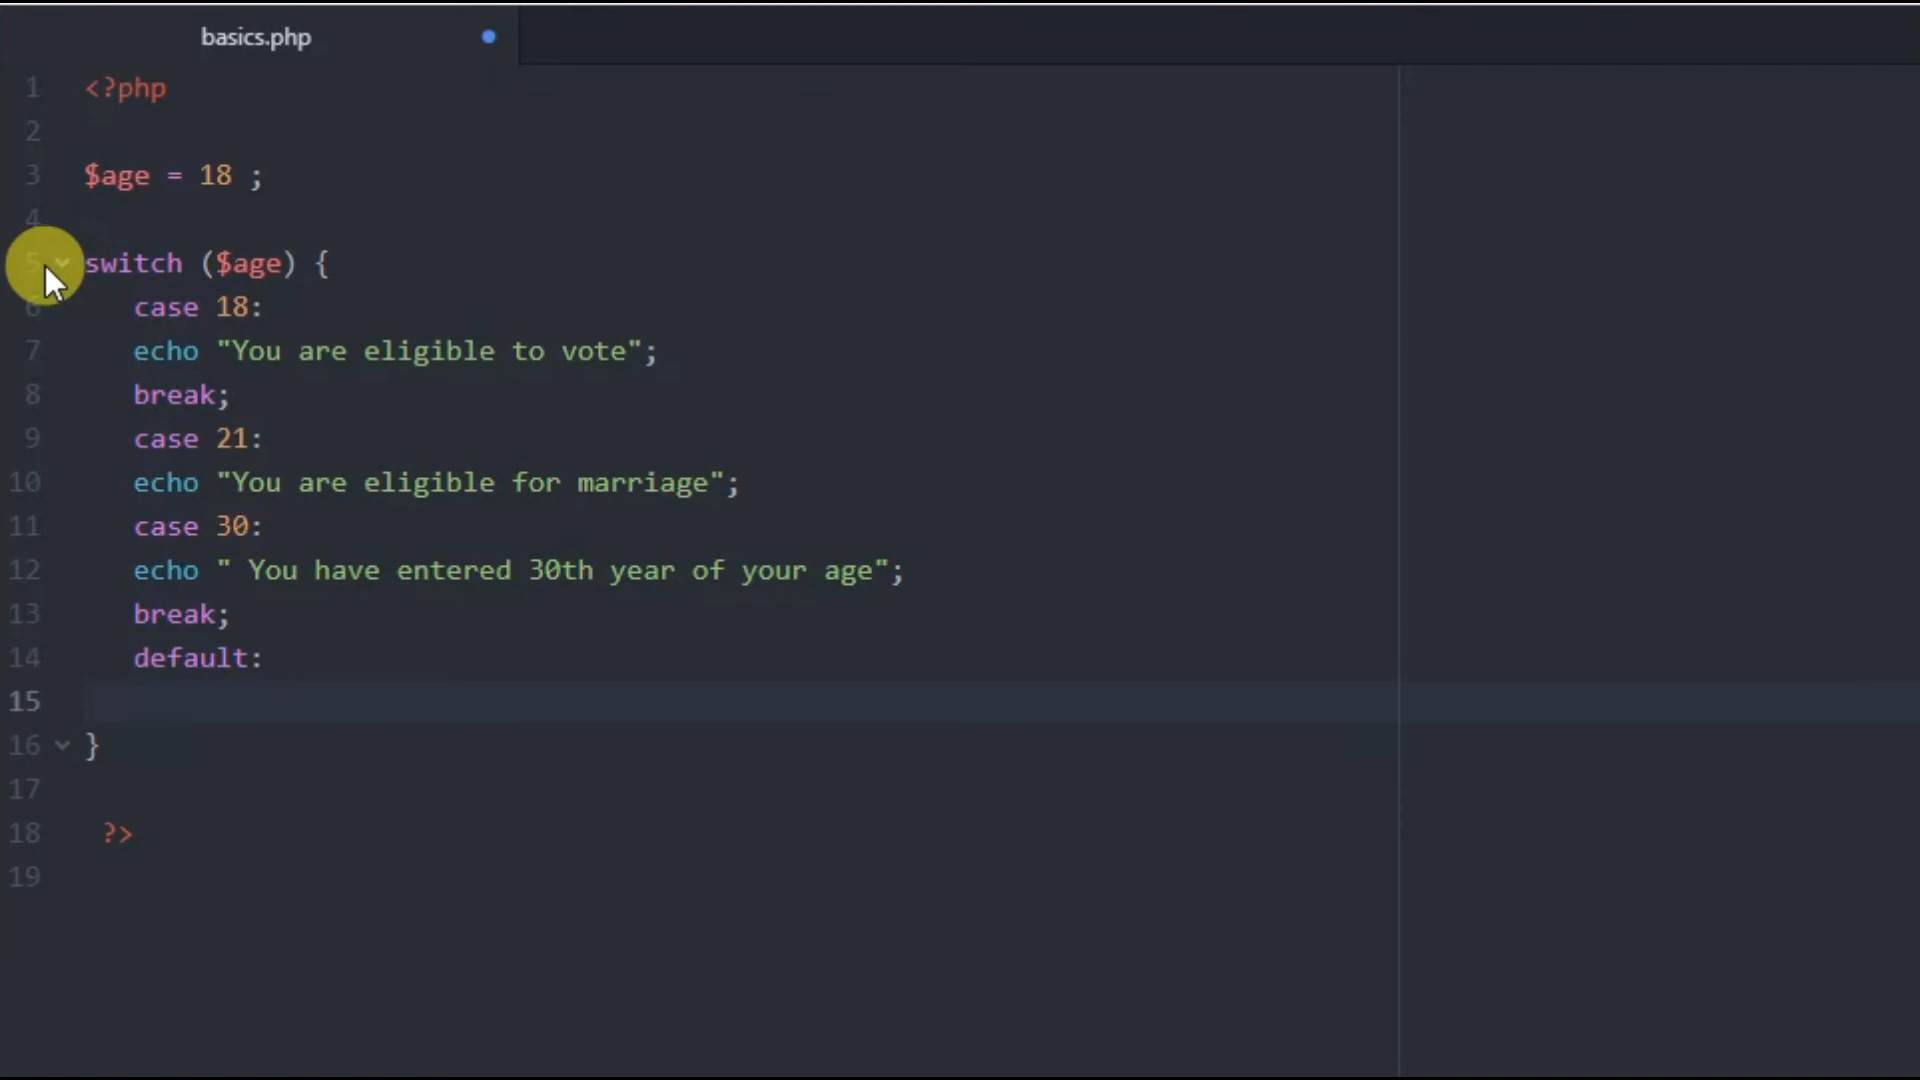 basics.php
1 <?php
2
3 $age = 18 ;
4
5 switch ($age) {
6 case 18:
7 echo "You are eligible to vote";
8 break;
9 case 21:
10 echo "You are eligible for marriage";
11 case 30:
12 echo " You have entered 30th year of your age";
13 break;
14 default:
15
16 }
17
18 ?>
19